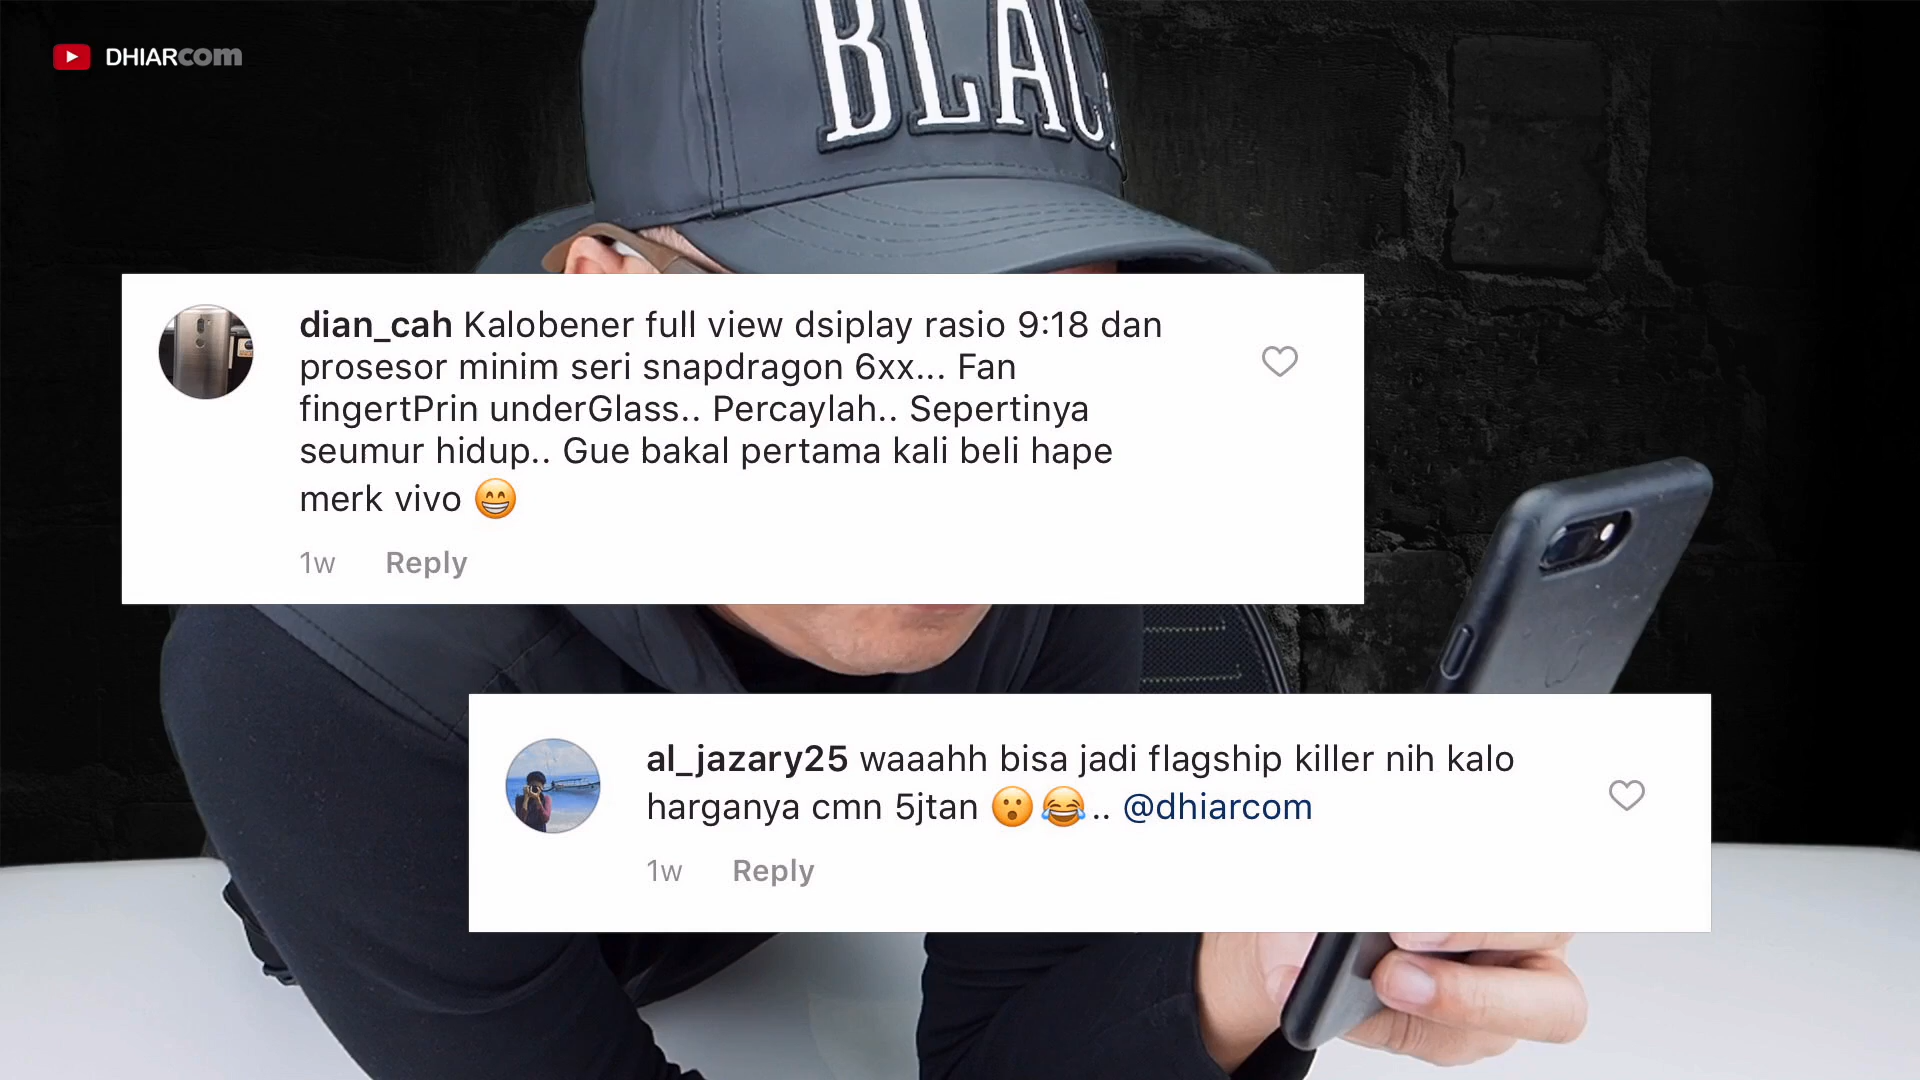 DHIARcom
BLAC
dian_cah Kalobener full view dsiplay rasio 9:18 dan
prosesor minim seri snapdragon 6xx... Fan
fingertPrin underGlass.. Percaylah.. Sepertinya
seumur hidup.. Gue bakal pertama kali beli hape
merk vivo 😁
1w Reply
al_jazary25 waaahh bisa jadi flagship killer nih kalo
harganya cmn 5jtan 😮😂.. @dhiarcom
1w Reply